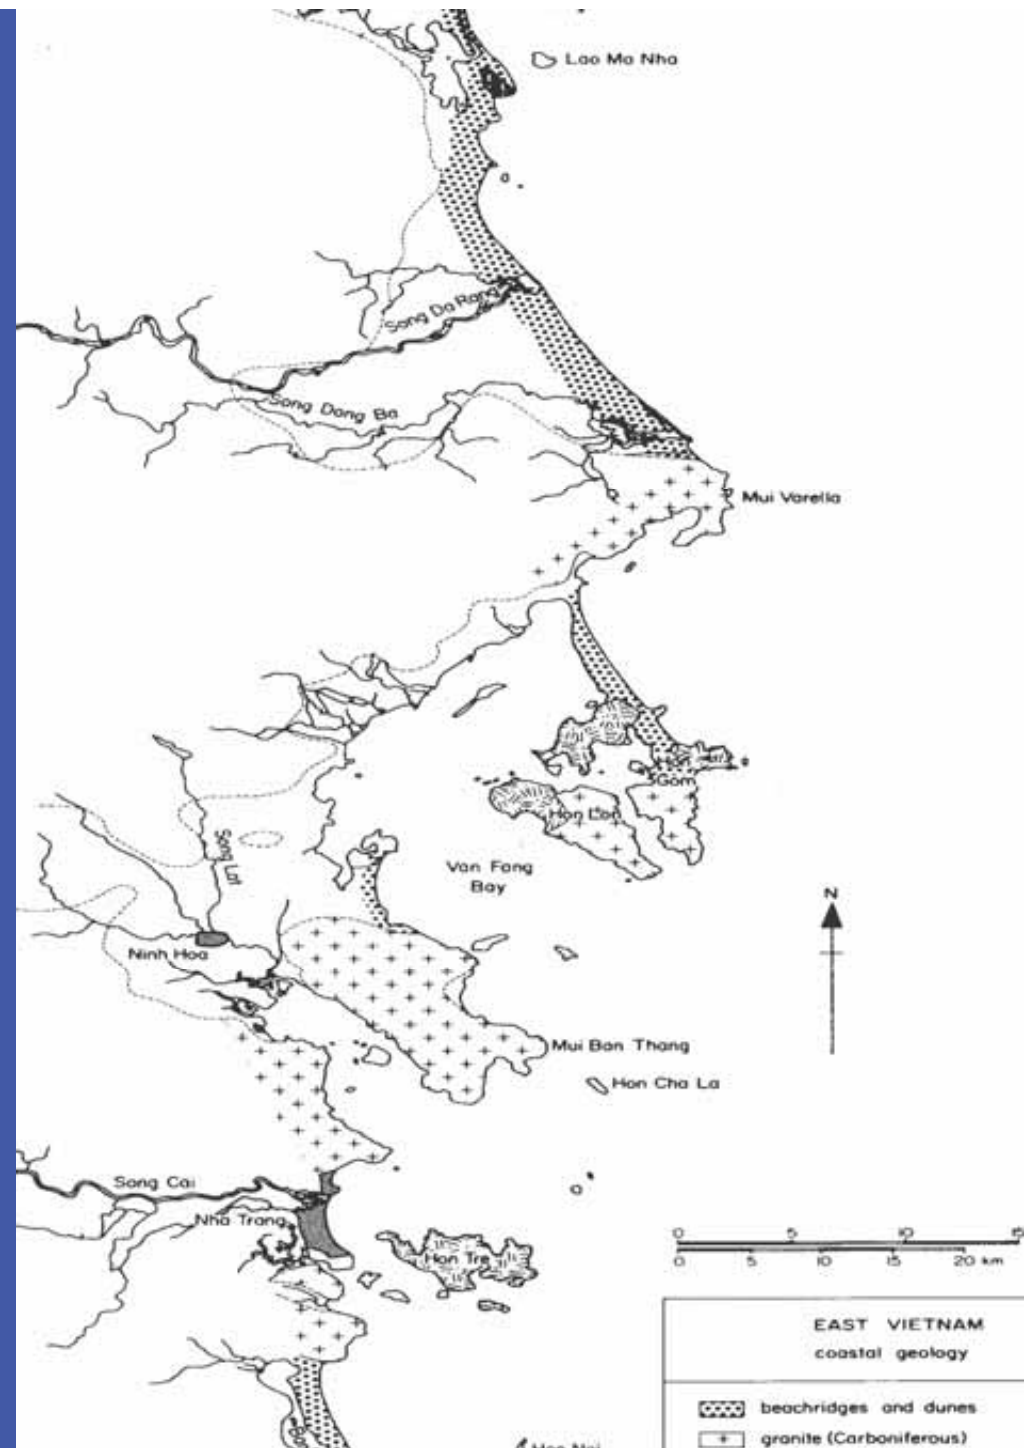 Lao Ma Nha
Song Da Rang
Song Dong Ba
Mui Varella
Hon
Gom
Hon Lon
Song Lat
Van Fong
Bay
N
Ninh Hoa
Mui Ban Thang
Hon Cha La
Song Cai
Nha Trang
Hon Tre
0 5 10 15
0 5 10 15 20 km
EAST VIETNAM
coastal geology
beachridges and dunes
granite (Carboniferous)